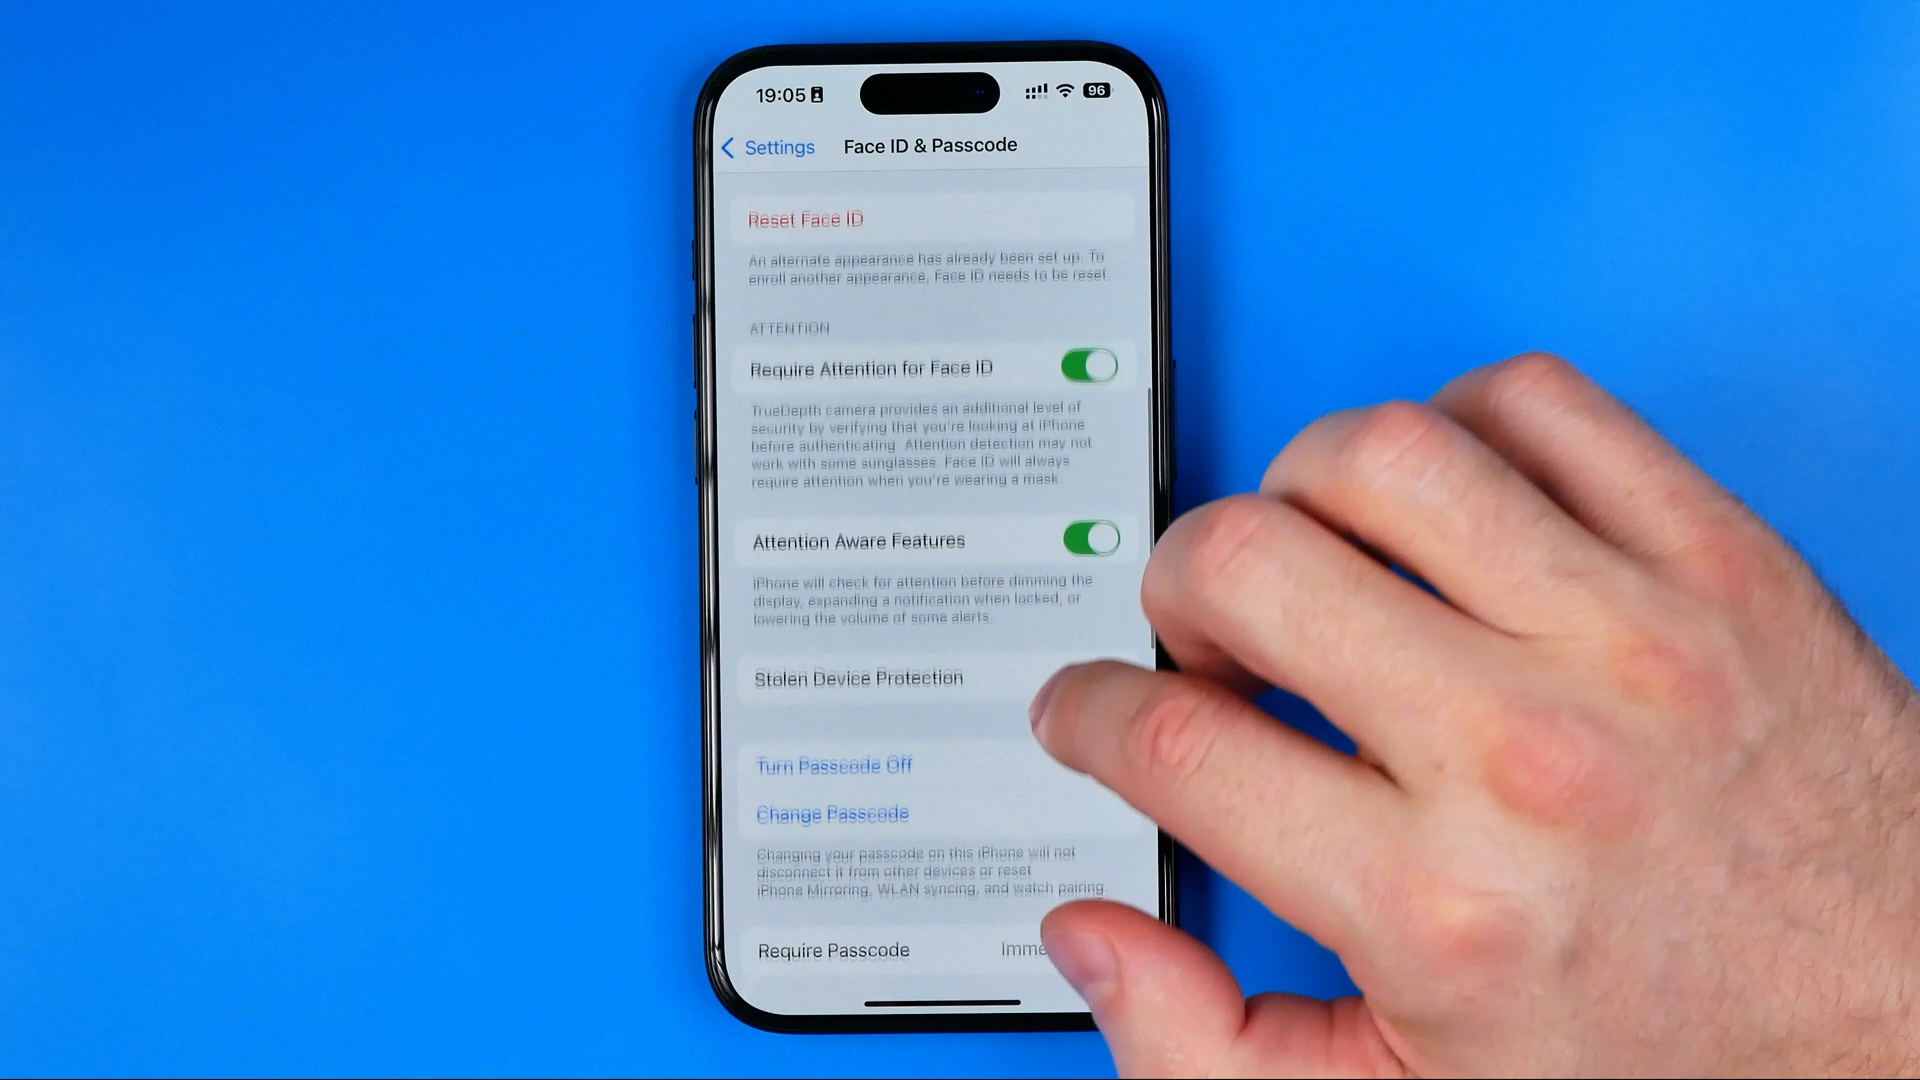 19:05
96
Settings
Face ID & Passcode
Reset Face ID
An alternate appearance has already been set up. To
enroll another appearance, Face ID needs to be reset.
ATTENTION
Require Attention for Face ID
TrueDepth camera provides an additional level of
security by verifying that you're looking at iPhone
before authenticating. Attention detection may not
work with some sunglasses. Face ID will always
require attention when you're wearing a mask.
Attention Aware Features
iPhone will check for attention before dimming the
display, expanding a notification when locked, or
lowering the volume of some alerts.
Stolen Device Protection
Turn Passcode Off
Change Passcode
Changing your passcode on this iPhone will not
disconnect it from other devices or reset
iPhone Mirroring, WLAN syncing, and watch pairing.
Require Passcode
Imme